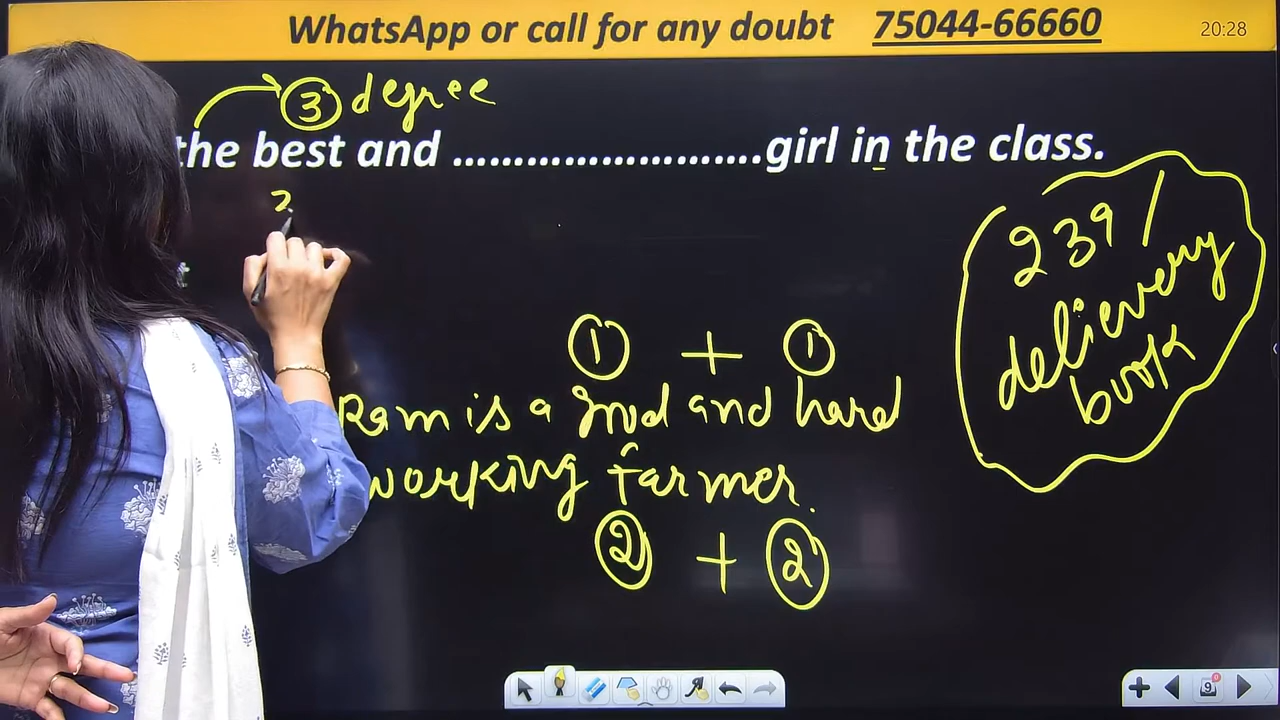 WhatsApp or call for any doubt 75044-66660 20:28
3 degree
the best and ……………………….girl in the class.
239/
delievery
book
1 + 1
Ram is a good and hard
working farmer.
2 + 2
9